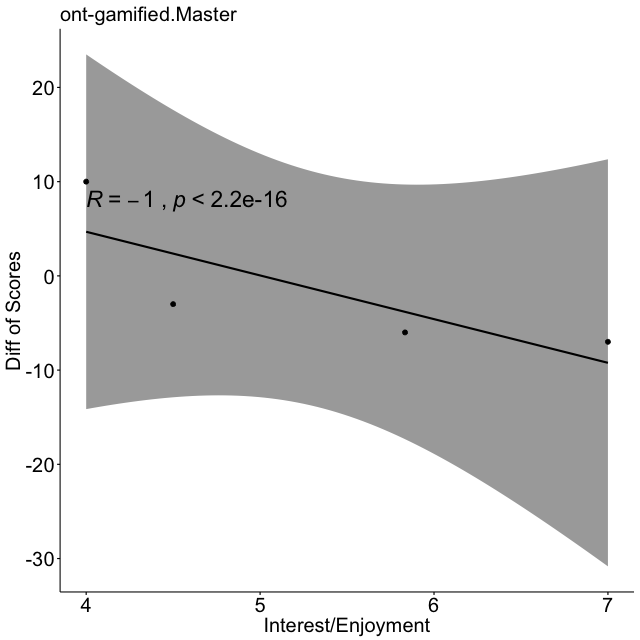 ont-gamified.Master
Diff of Scores
20
10
0
-10
-20
-30
R = −1 , p < 2.2e-16
4
5
6
7
Interest/Enjoyment